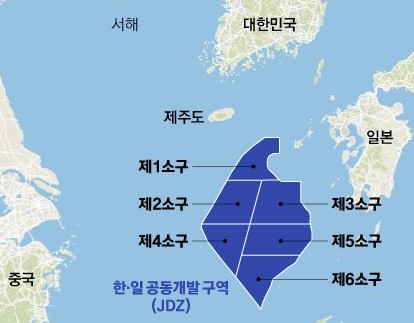 서해
대한민국
제주도
일본
제1소구
제2소구
제3소구
제4소구
제5소구
제6소구
중국
한·일 공동개발 구역
(JDZ)